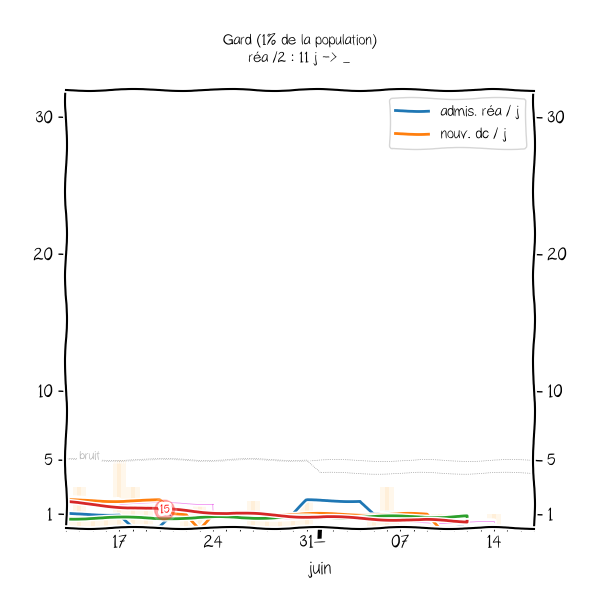 Gard (1% de la population)
réa /2 : 11 j -> _
admis. réa / j
nouv. dc / j
30
30
20
20
10
10
5
bruit
5
15
1
1
17
24
31
07
14
juin